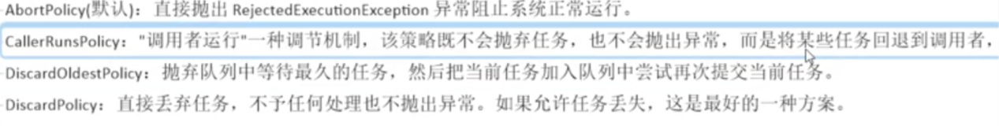 AbortPolicy(默认)：直接抛出 RejectedExecutionException 异常阻止系统正常运行。
CallerRunsPolicy："调用者运行"一种调节机制，该策略既不会抛弃任务，也不会抛出异常，而是将某些任务回退到调用者，
DiscardOldestPolicy：抛弃队列中等待最久的任务，然后把当前任务加入队列中尝试再次提交当前任务。
DiscardPolicy：直接丢弃任务，不予任何处理也不抛出异常。如果允许任务丢失，这是最好的一种方案。